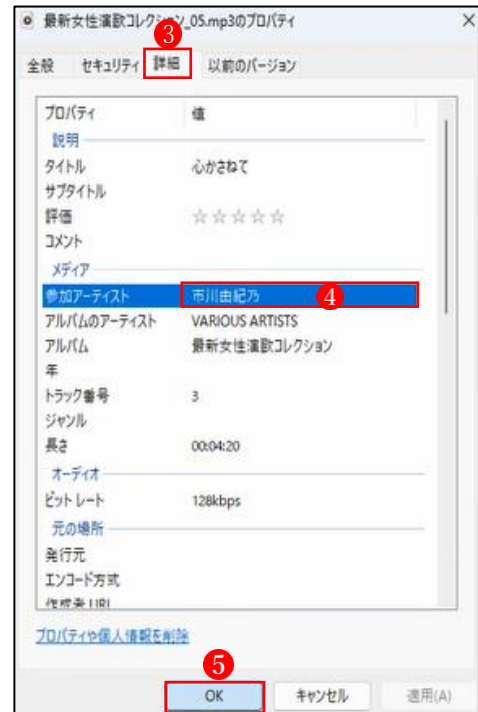 最新女性演歌コレクション_05.mp3のプロパティ
3
全般 セキュリティ 詳細 以前のバージョン
プロパティ 値
説明
タイトル 心かさねて
サブタイトル
評価 ☆☆☆☆☆
コメント
メディア
参加アーティスト 市川由紀乃 4
アルバムのアーティスト VARIOUS ARTISTS
アルバム 最新女性演歌コレクション
年
トラック番号 3
ジャンル
長さ 00:04:20
オーディオ
ビット レート 128kbps
元の場所
発行元
エンコード方式
作成者 URL
プロパティや個人情報を削除
5
OK キャンセル 適用(A)